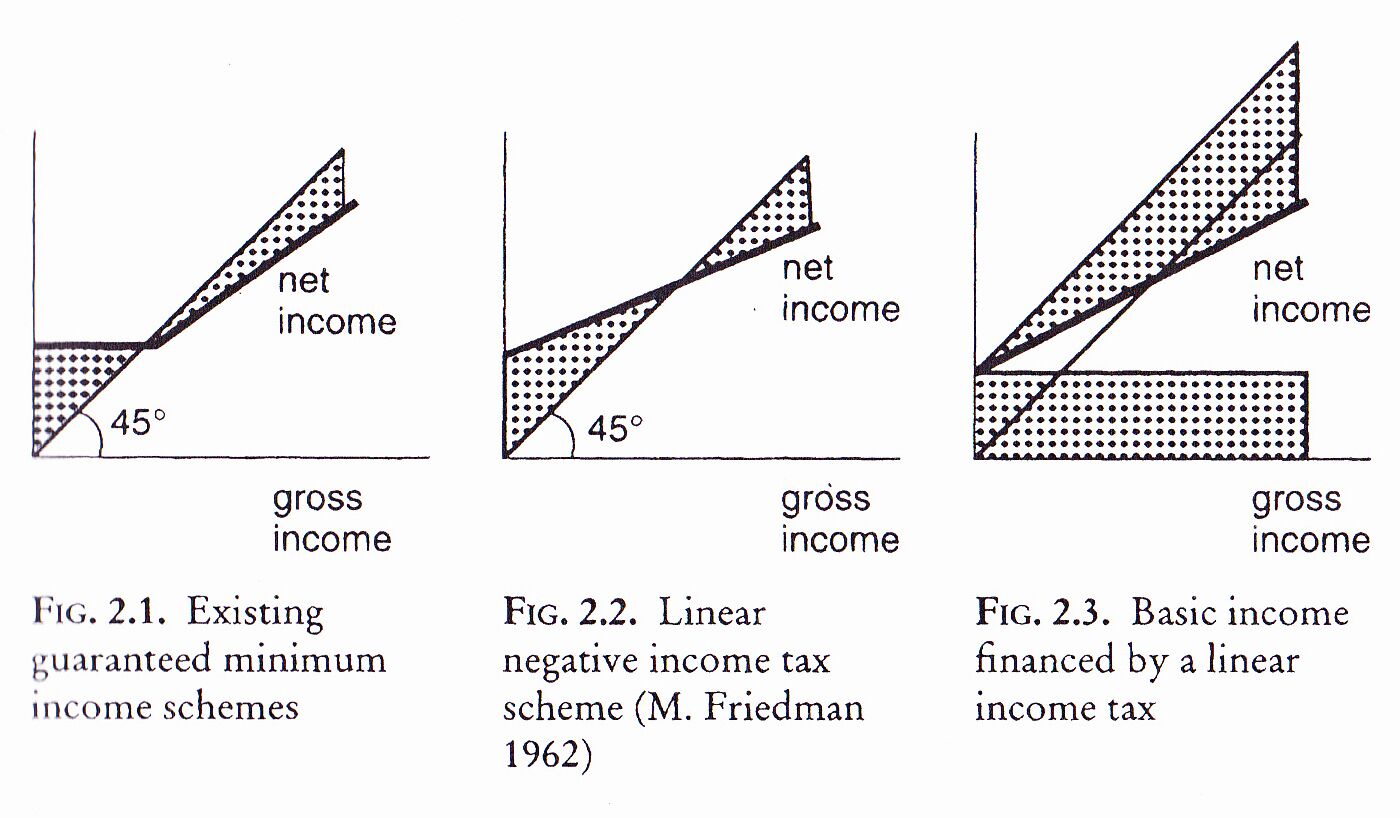 net
income
45°
gross
income
FIG. 2.1. Existing
guaranteed minimum
income schemes
net
income
45°
gross
income
FIG. 2.2. Linear
negative income tax
scheme (M. Friedman
1962)
net
income
gross
income
FIG. 2.3. Basic income
financed by a linear
income tax